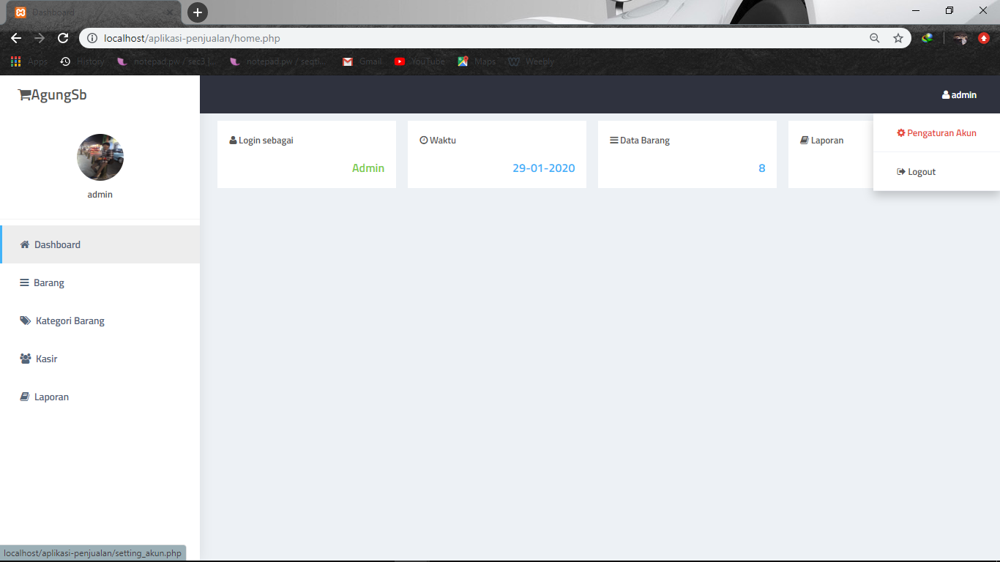 Dashboard
localhost/aplikasi-penjualan/home.php
Apps History notepad.pw / sec3 |... notepad.pw / seqtl... Gmail YouTube Maps Weebly
AgungSb
admin
admin
Login sebagai
Admin
Waktu
29-01-2020
Data Barang
8
Laporan
Pengaturan Akun
Logout
Dashboard
Barang
Kategori Barang
Kasir
Laporan
localhost/aplikasi-penjualan/setting_akun.php